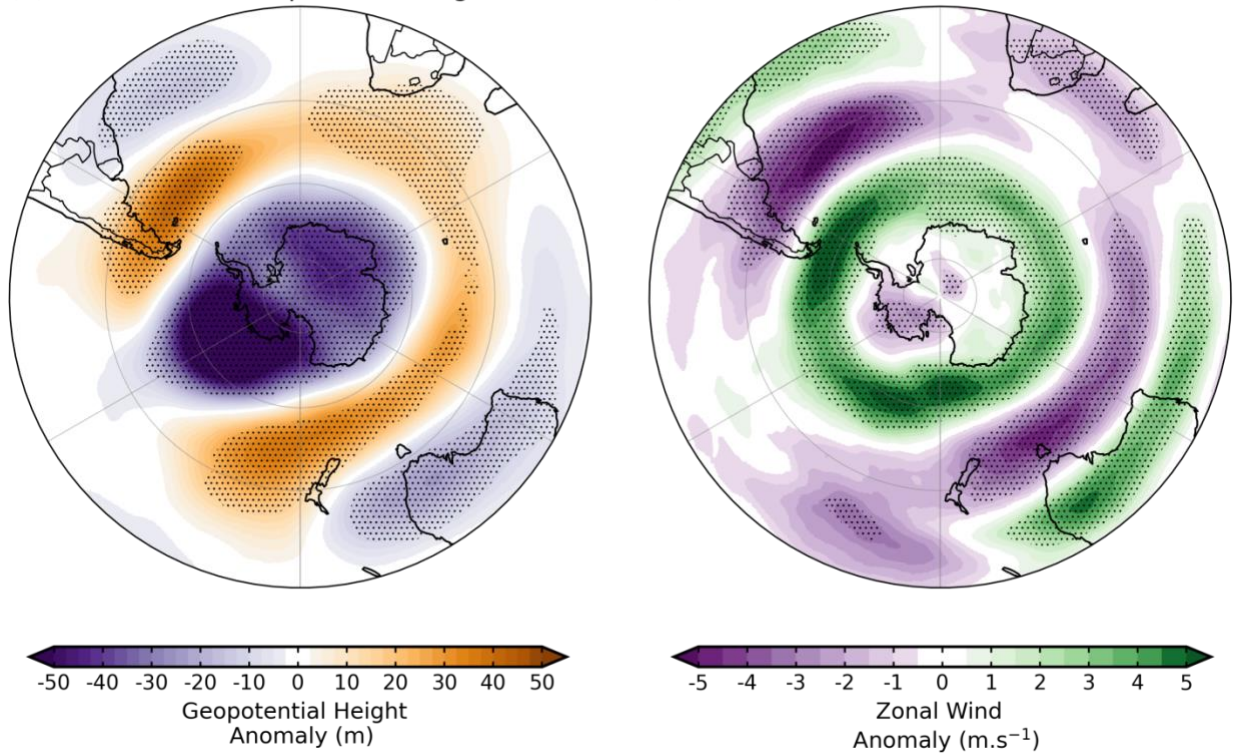 -50 -40 -30 -20 -10 0 10 20 30 40 50
Geopotential Height
Anomaly (m)
-5 -4 -3 -2 -1 0 1 2 3 4 5
Zonal Wind
Anomaly (m.s⁻¹)